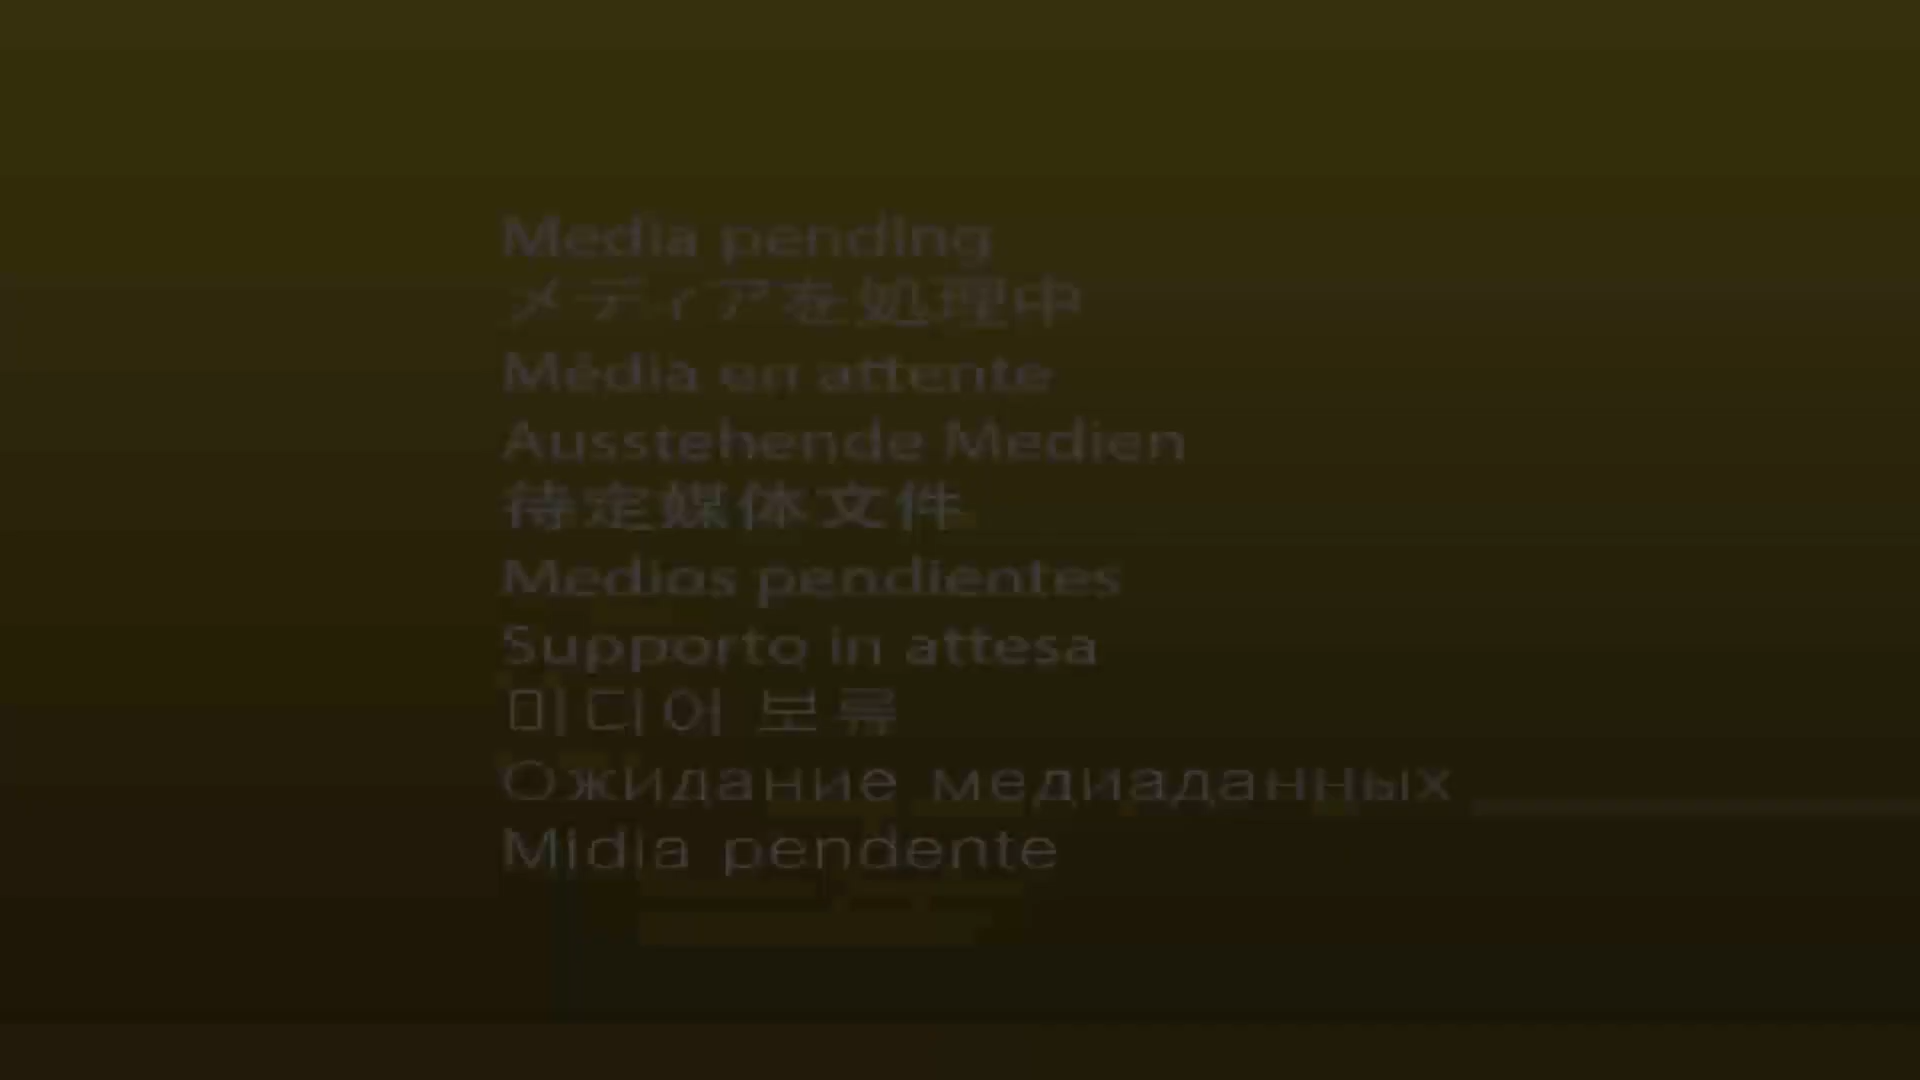 Media pending
メディアを処理中
Média en attente
Ausstehende Medien
待定媒体文件
Medios pendientes
Supporto in attesa
미디어 보류
Ожидание медиаданных
Mídia pendente